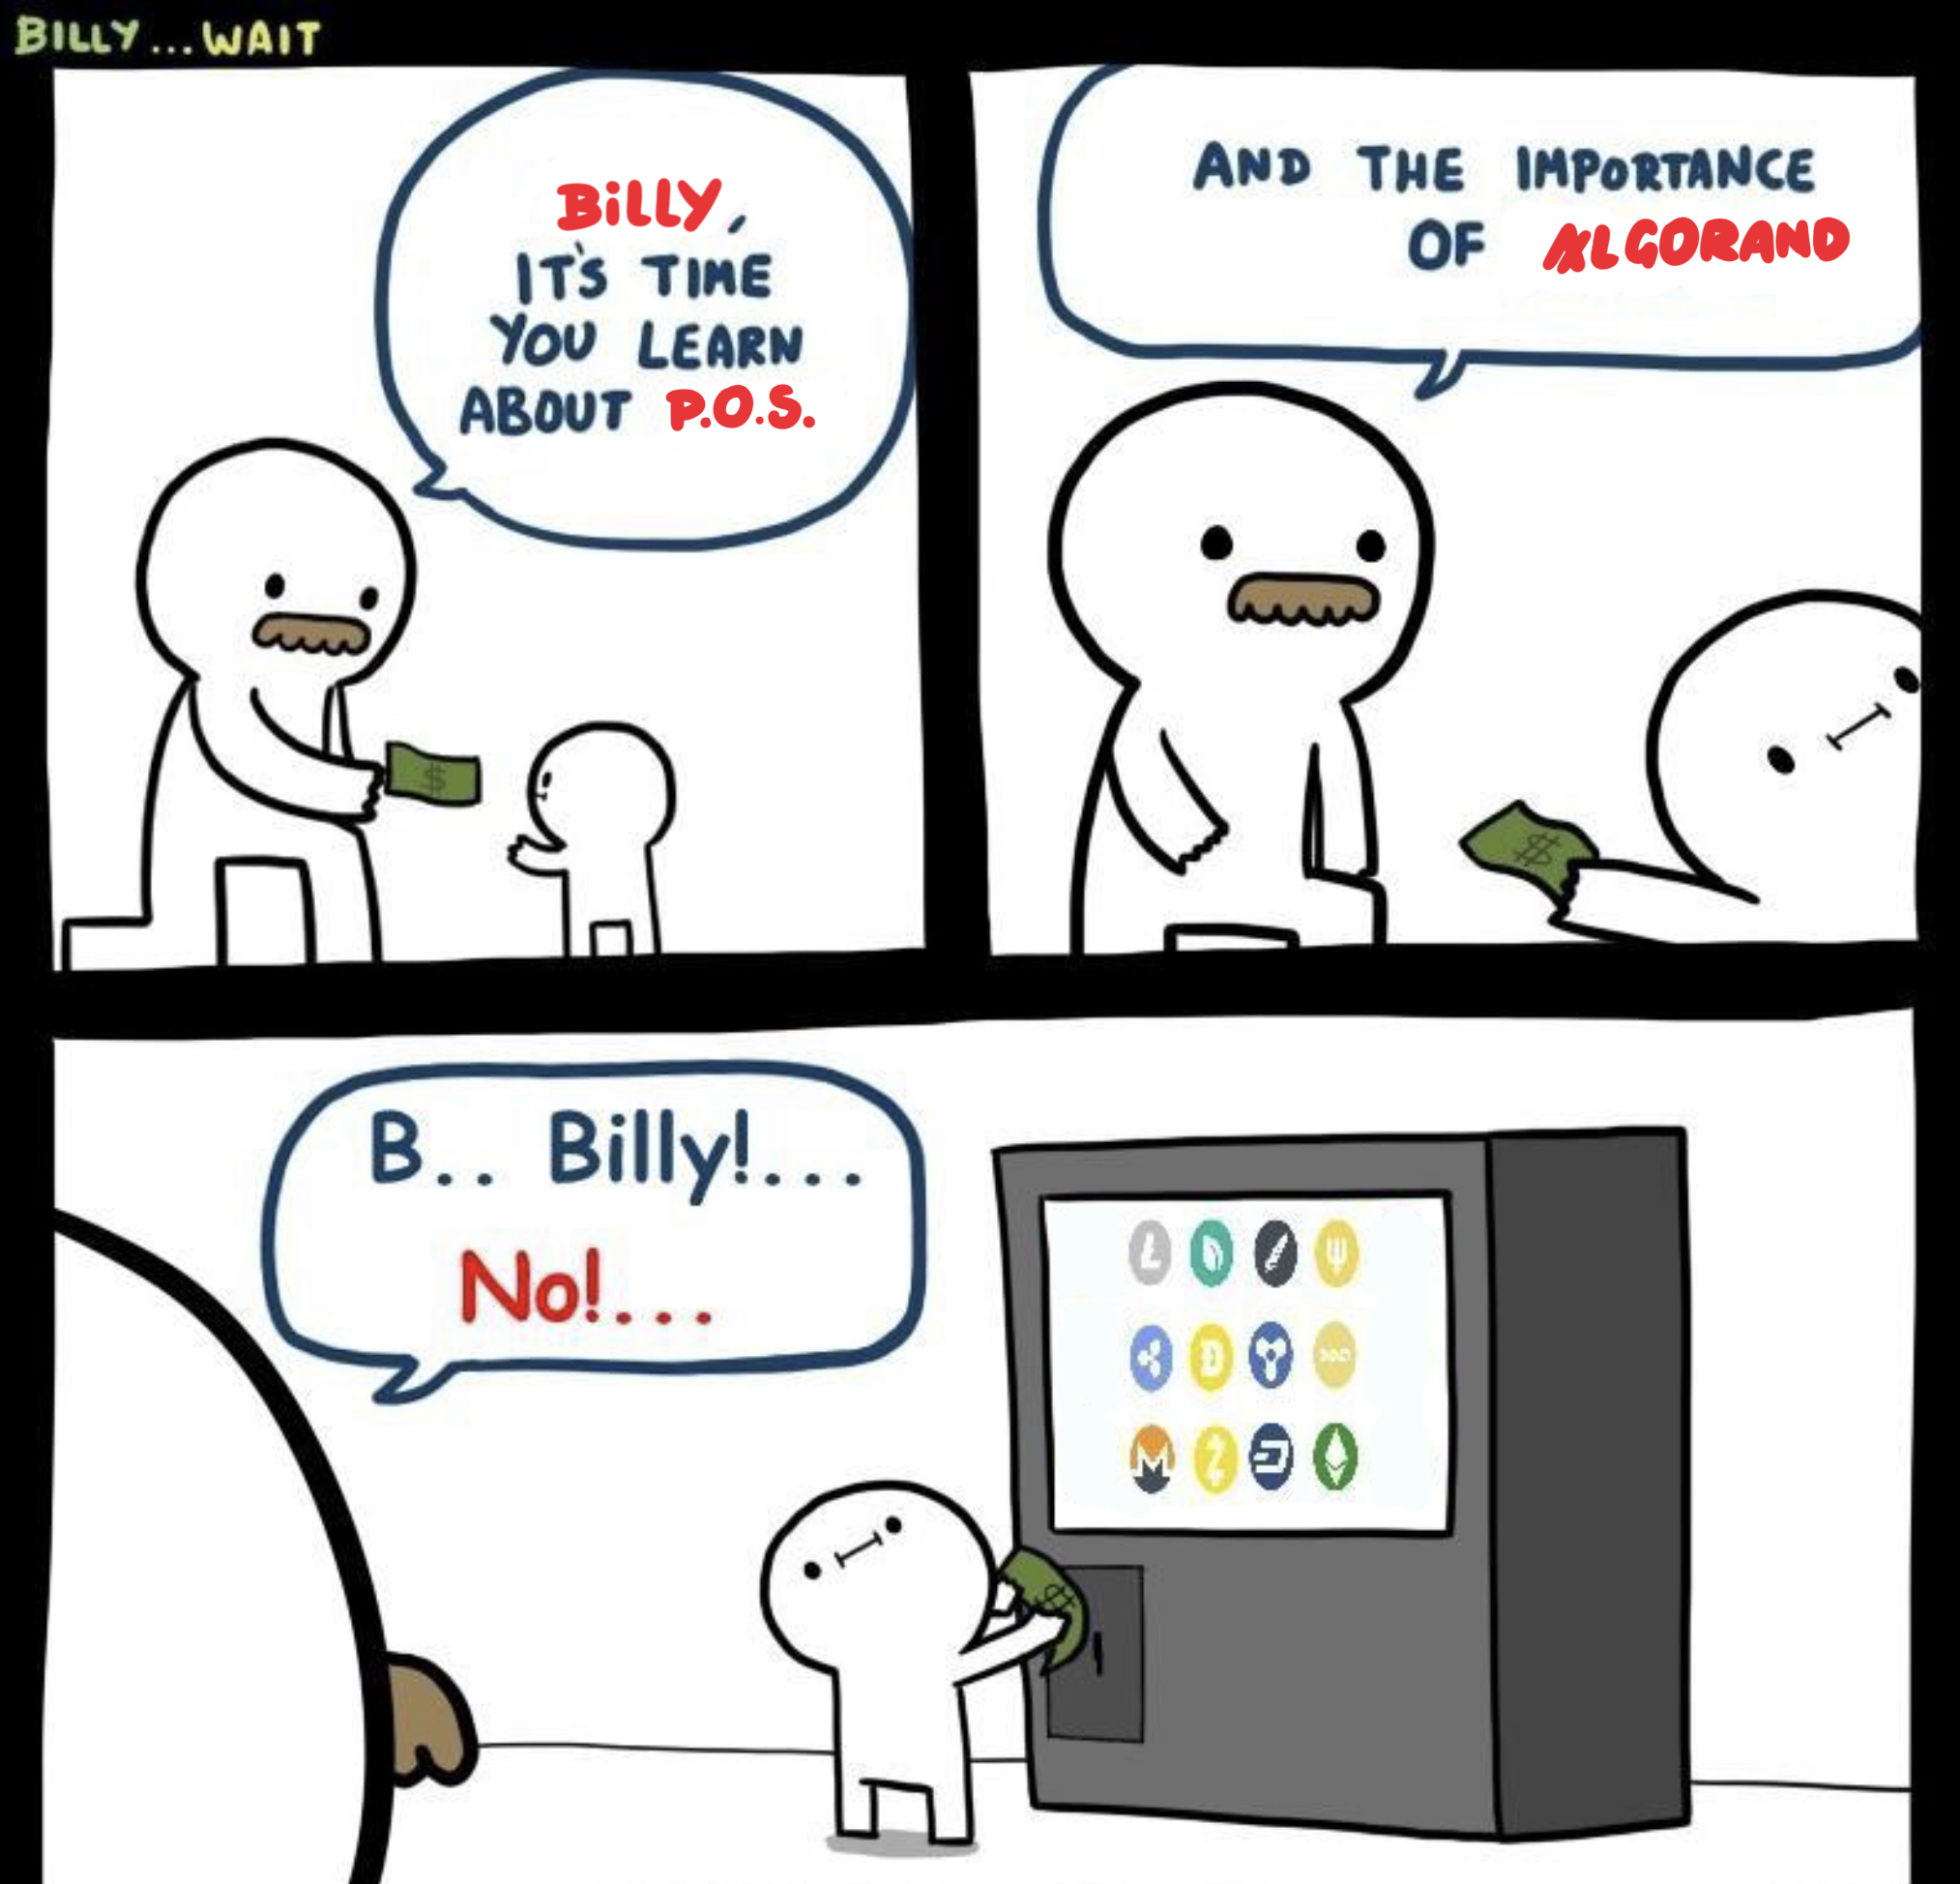 BILLY...WAIT
BiLLY,
IT'S TIME
YOU LEARN
ABOUT P.O.S.
AND THE IMPORTANCE
OF ALGORAND
B.. Billy!...
No!...